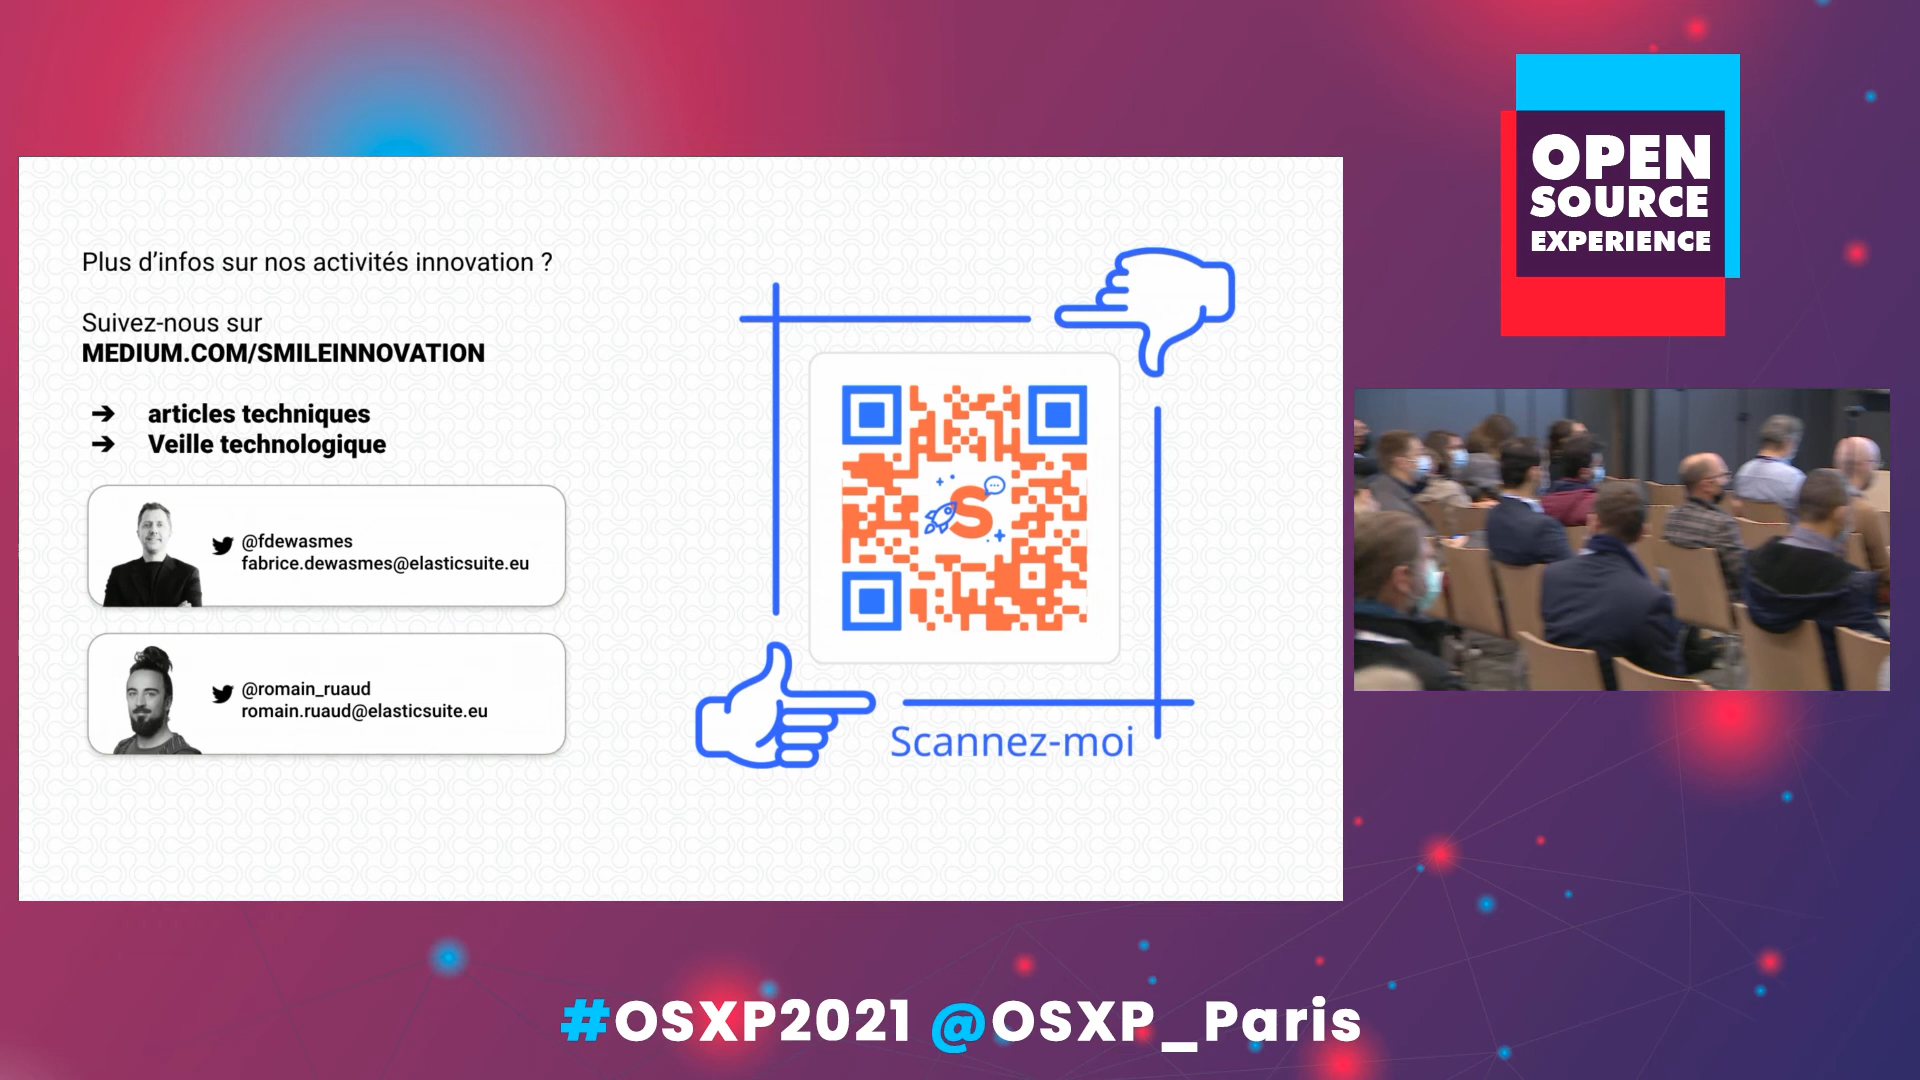 Plus d’infos sur nos activités innovation ?
Suivez-nous sur
MEDIUM.COM/SMILEINNOVATION
➔ articles techniques
➔ Veille technologique
@fdewasmes
fabrice.dewasmes@elasticsuite.eu
@romain_ruaud
romain.ruaud@elasticsuite.eu
S
Scannez-moi
OPEN
SOURCE
EXPERIENCE
#OSXP2021 @OSXP_Paris